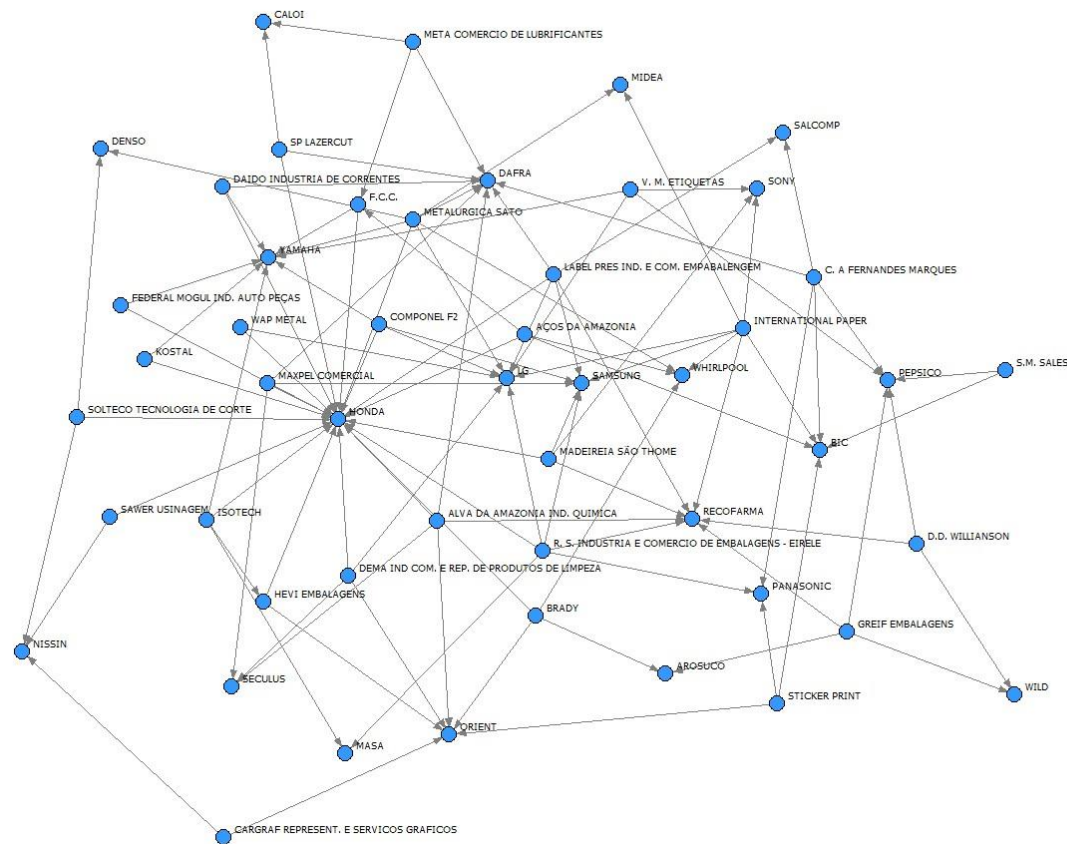 CALOI
META COMERCIO DE LUBRIFICANTES
MIDEA
SALCOMP
DENSO
SP LAZERCUT
DAFRA
DAIDO INDUSTRIA DE CORRENTES
V. M. ETIQUETAS
SONY
F.C.C.
METALURGICA SATO
YAMAHA
LABEL PRES IND. E COM. EMPABALENGEM
C. A FERNANDES MARQUES
FEDERAL MOGUL IND. AUTO PEÇAS
WAP METAL
COMPONEL F2
AÇOS DA AMAZONIA
INTERNATIONAL PAPER
KOSTAL
MAXPEL COMERCIAL
LG
SAMSUNG
WHIRLPOOL
PEPSICO
S.M. SALES
SOLTECO TECNOLOGIA DE CORTE
HONDA
BIC
MADEIREIA SÃO THOME
SAWER USINAGEM
ISOTECH
ALVA DA AMAZONIA IND. QUIMICA
RECOFARMA
D.D. WILLIANSON
R. S. INDUSTRIA E COMERCIO DE EMBALAGENS - EIRELE
DEMA IND COM. E REP. DE PRODUTOS DE LIMPEZA
HEVI EMBALAGENS
BRADY
PANASONIC
GREIF EMBALAGENS
NISSIN
SECULUS
AROSUCO
WILD
STICKER PRINT
ORIENT
MASA
CARGRAF REPRESENT. E SERVICOS GRAFICOS